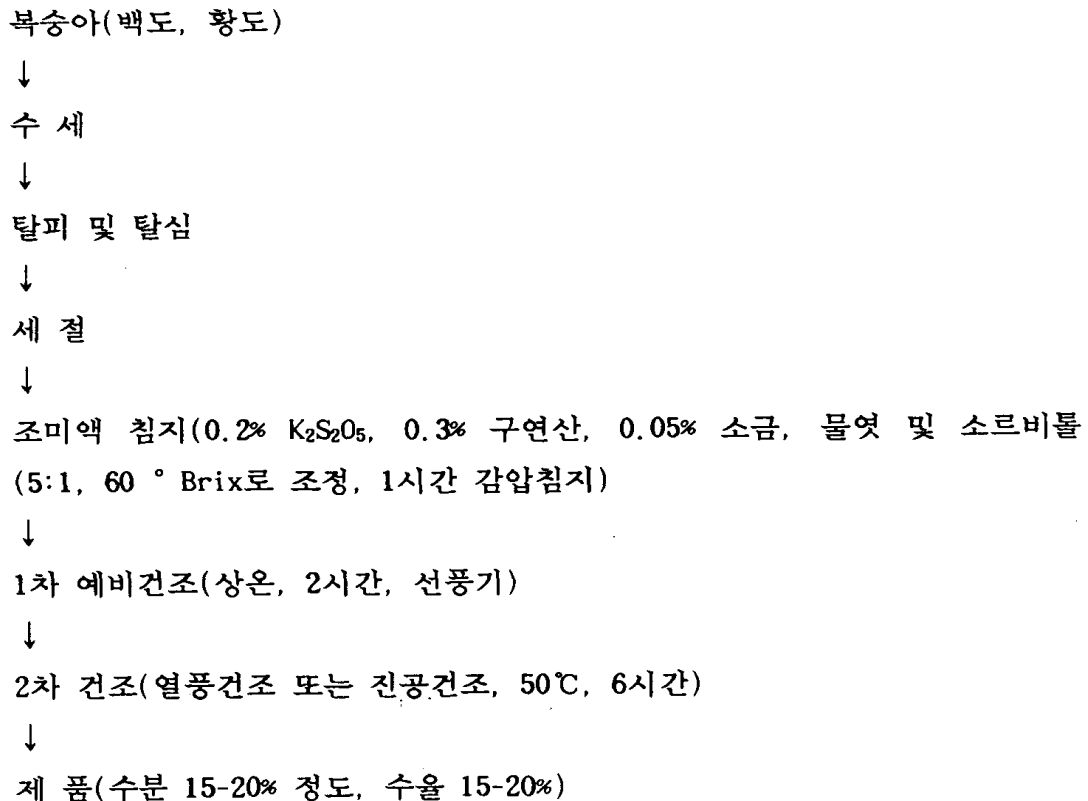 복숭아(백도, 황도)
↓
수 세
↓
탈피 및 탈심
↓
세 절
↓
조미액 침지(0.2% K₂S₂O₅, 0.3% 구연산, 0.05% 소금, 물엿 및 소르비톨
(5:1, 60 ° Brix로 조정, 1시간 감압침지)
↓
1차 예비건조(상온, 2시간, 선풍기)
↓
2차 건조(열풍건조 또는 진공건조, 50℃, 6시간)
↓
제 품(수분 15-20% 정도, 수율 15-20%)